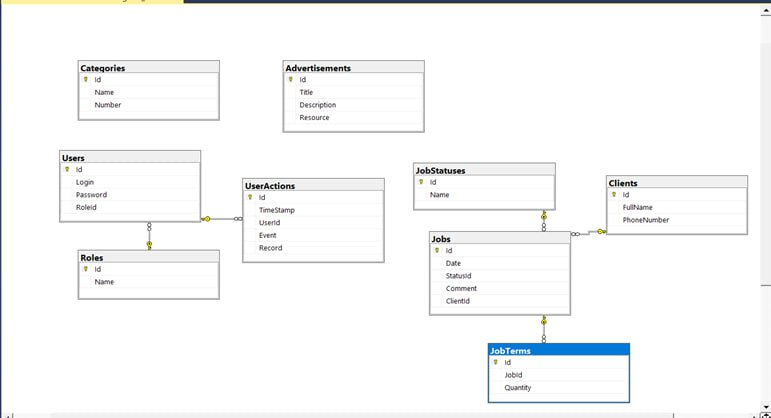 Categories
Id
Name
Number
Advertisements
Id
Title
Description
Resource
Users
Id
Login
Password
RoleId
UserActions
Id
TimeStamp
UserId
Event
Record
Roles
Id
Name
JobStatuses
Id
Name
Clients
Id
FullName
PhoneNumber
Jobs
Id
Date
StatusId
Comment
ClientId
JobTerms
Id
JobId
Quantity